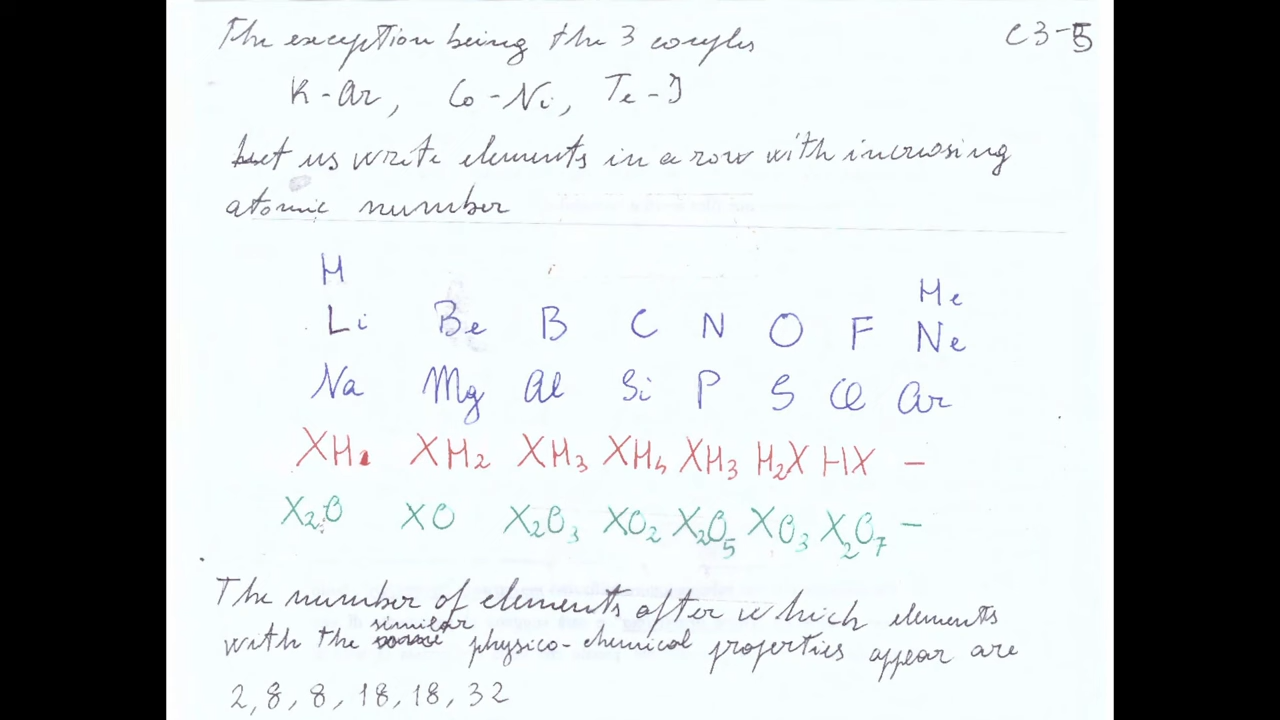 The exception being the 3 couples C3-5
K-Ar, Co-Ni, Te-I
Let us write elements in a row with increasing
atomic number
H He
Li Be B C N O F Ne
Na Mg Al Si P S Cl Ar
XH₁ XH₂ XH₃ XH₄ XH₃ H₂X HX –
X₂O XO X₂O₃ XO₂ X₂O₅ XO₃ X₂O₇ –
The number of elements after which elements
with the similar physico-chemical properties appear are
2, 8, 8, 18, 18, 32